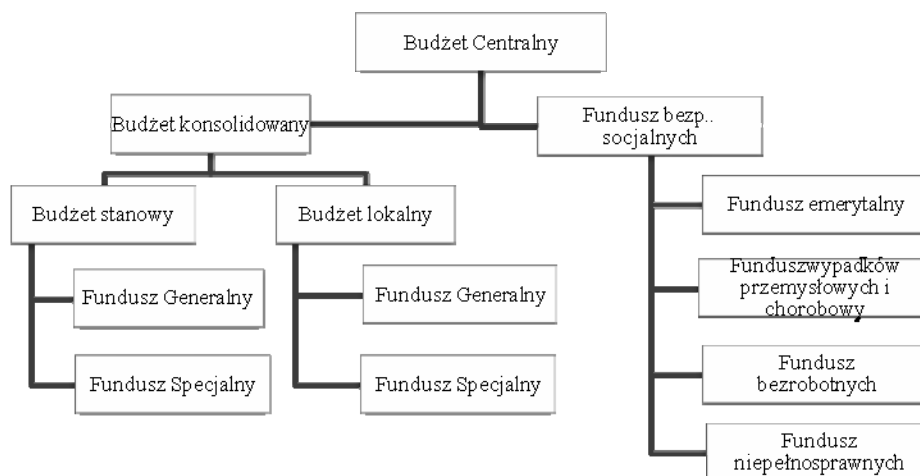 Budżet Centralny
Budżet konsolidowany
Fundusz bezp..
socjalnych
Budżet stanowy
Budżet lokalny
Fundusz emerytalny
Fundusz Generalny
Fundusz Generalny
Funduszwypadków
przemysłowych i
chorobowy
Fundusz Specjalny
Fundusz Specjalny
Fundusz
bezrobotnych
Fundusz
niepełnosprawnych